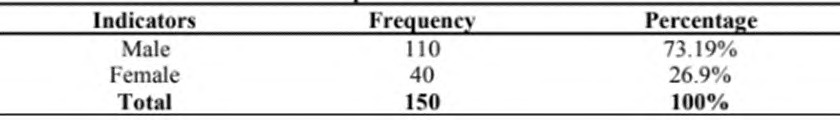 Indicators Frequency Percentage
Male 110 73.19%
Female 40 26.9%
Total 150 100%